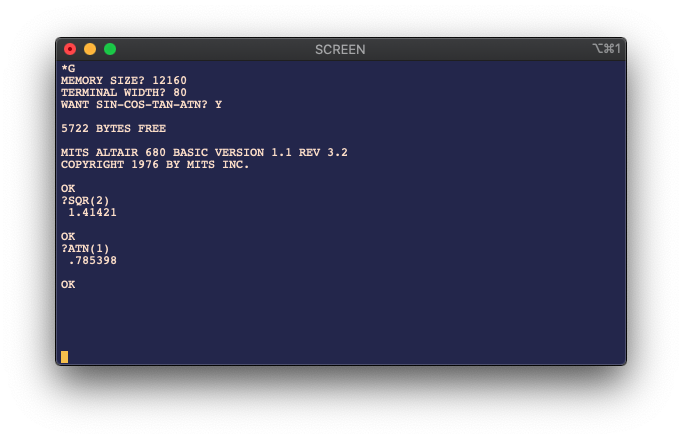 SCREEN
⌥⌘1
*G
MEMORY SIZE? 12160
TERMINAL WIDTH? 80
WANT SIN-COS-TAN-ATN? Y
5722 BYTES FREE
MITS ALTAIR 680 BASIC VERSION 1.1 REV 3.2
COPYRIGHT 1976 BY MITS INC.
OK
?SQR(2)
1.41421
OK
?ATN(1)
.785398
OK